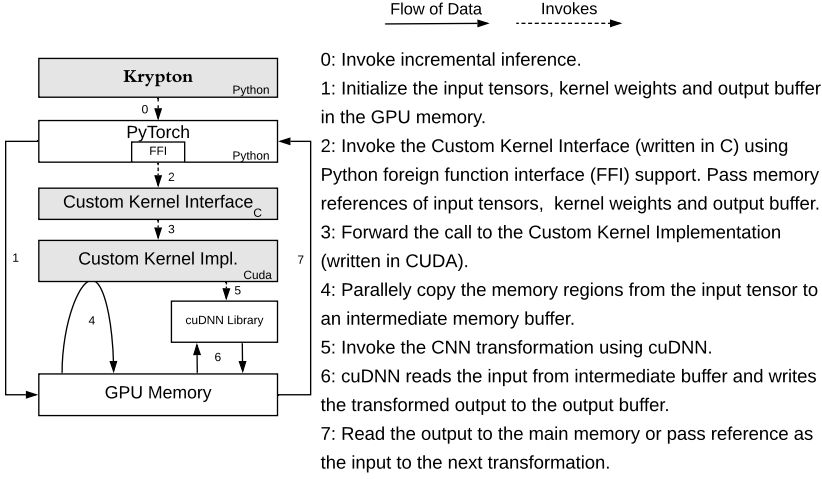 Flow of Data
Invokes
Krypton
Python
0
PyTorch
FFI
Python
2
Custom Kernel Interface
C
3
Custom Kernel Impl.
Cuda
1
7
5
4
cuDNN Library
6
GPU Memory
0: Invoke incremental inference.
1: Initialize the input tensors, kernel weights and output buffer
in the GPU memory.
2: Invoke the Custom Kernel Interface (written in C) using
Python foreign function interface (FFI) support. Pass memory
references of input tensors,  kernel weights and output buffer.
3: Forward the call to the Custom Kernel Implementation
(written in CUDA).
4: Parallely copy the memory regions from the input tensor to
an intermediate memory buffer.
5: Invoke the CNN transformation using cuDNN.
6: cuDNN reads the input from intermediate buffer and writes
the transformed output to the output buffer.
7: Read the output to the main memory or pass reference as
the input to the next transformation.